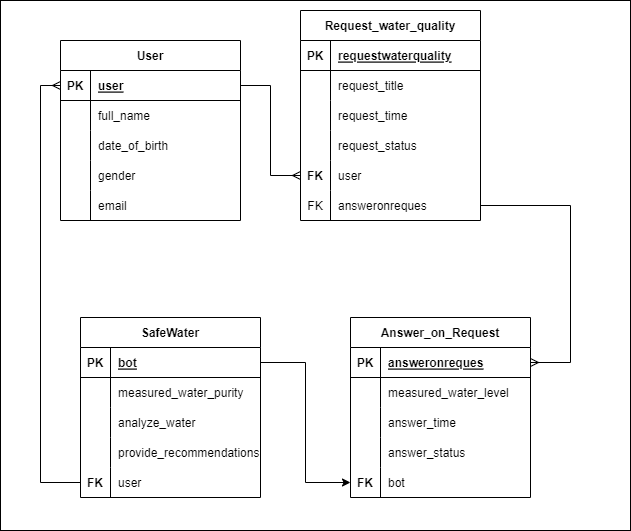 User
PK user
full_name
date_of_birth
gender
email
Request_water_quality
PK requestwaterquality
request_title
request_time
request_status
FK user
FK answeronreques
SafeWater
PK bot
measured_water_purity
analyze_water
provide_recommendations
FK user
Answer_on_Request
PK answeronreques
measured_water_level
answer_time
answer_status
FK bot